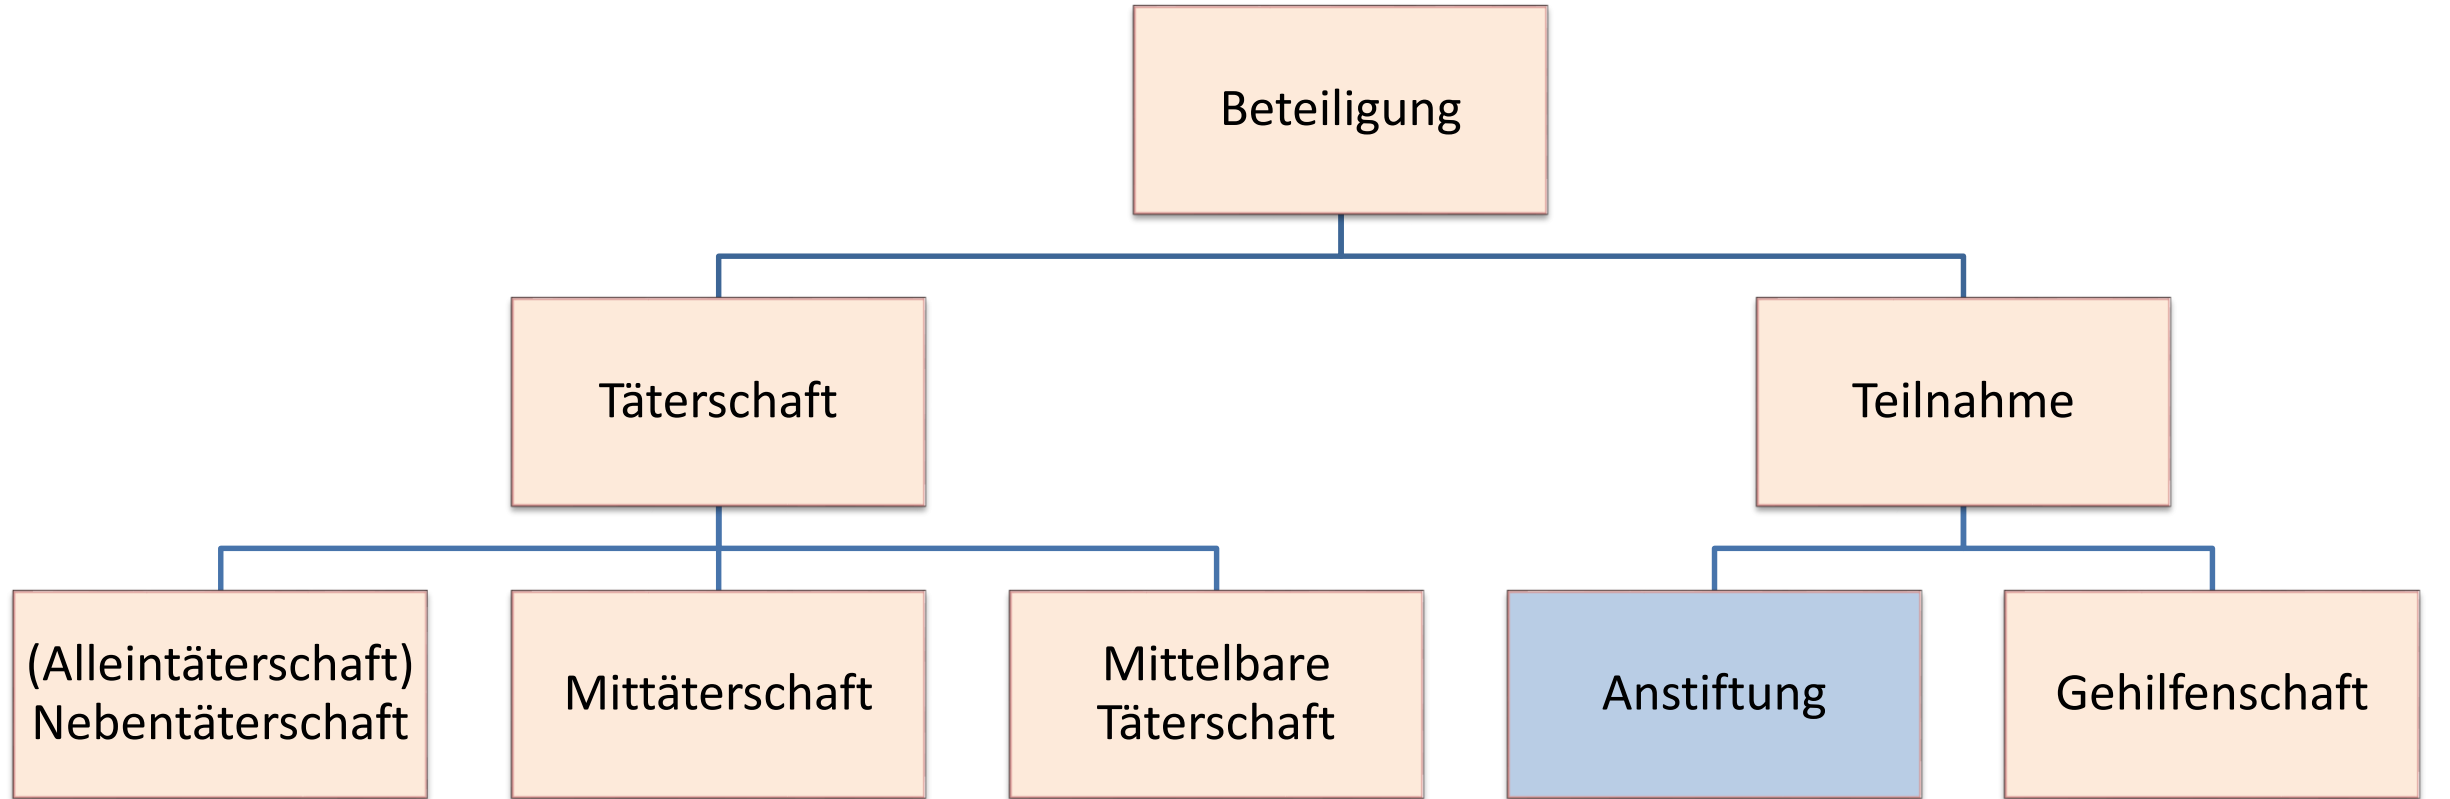 Beteiligung
Täterschaft
Teilnahme
(Alleintäterschaft)
Nebentäterschaft
Mittäterschaft
Mittelbare
Täterschaft
Anstiftung
Gehilfenschaft